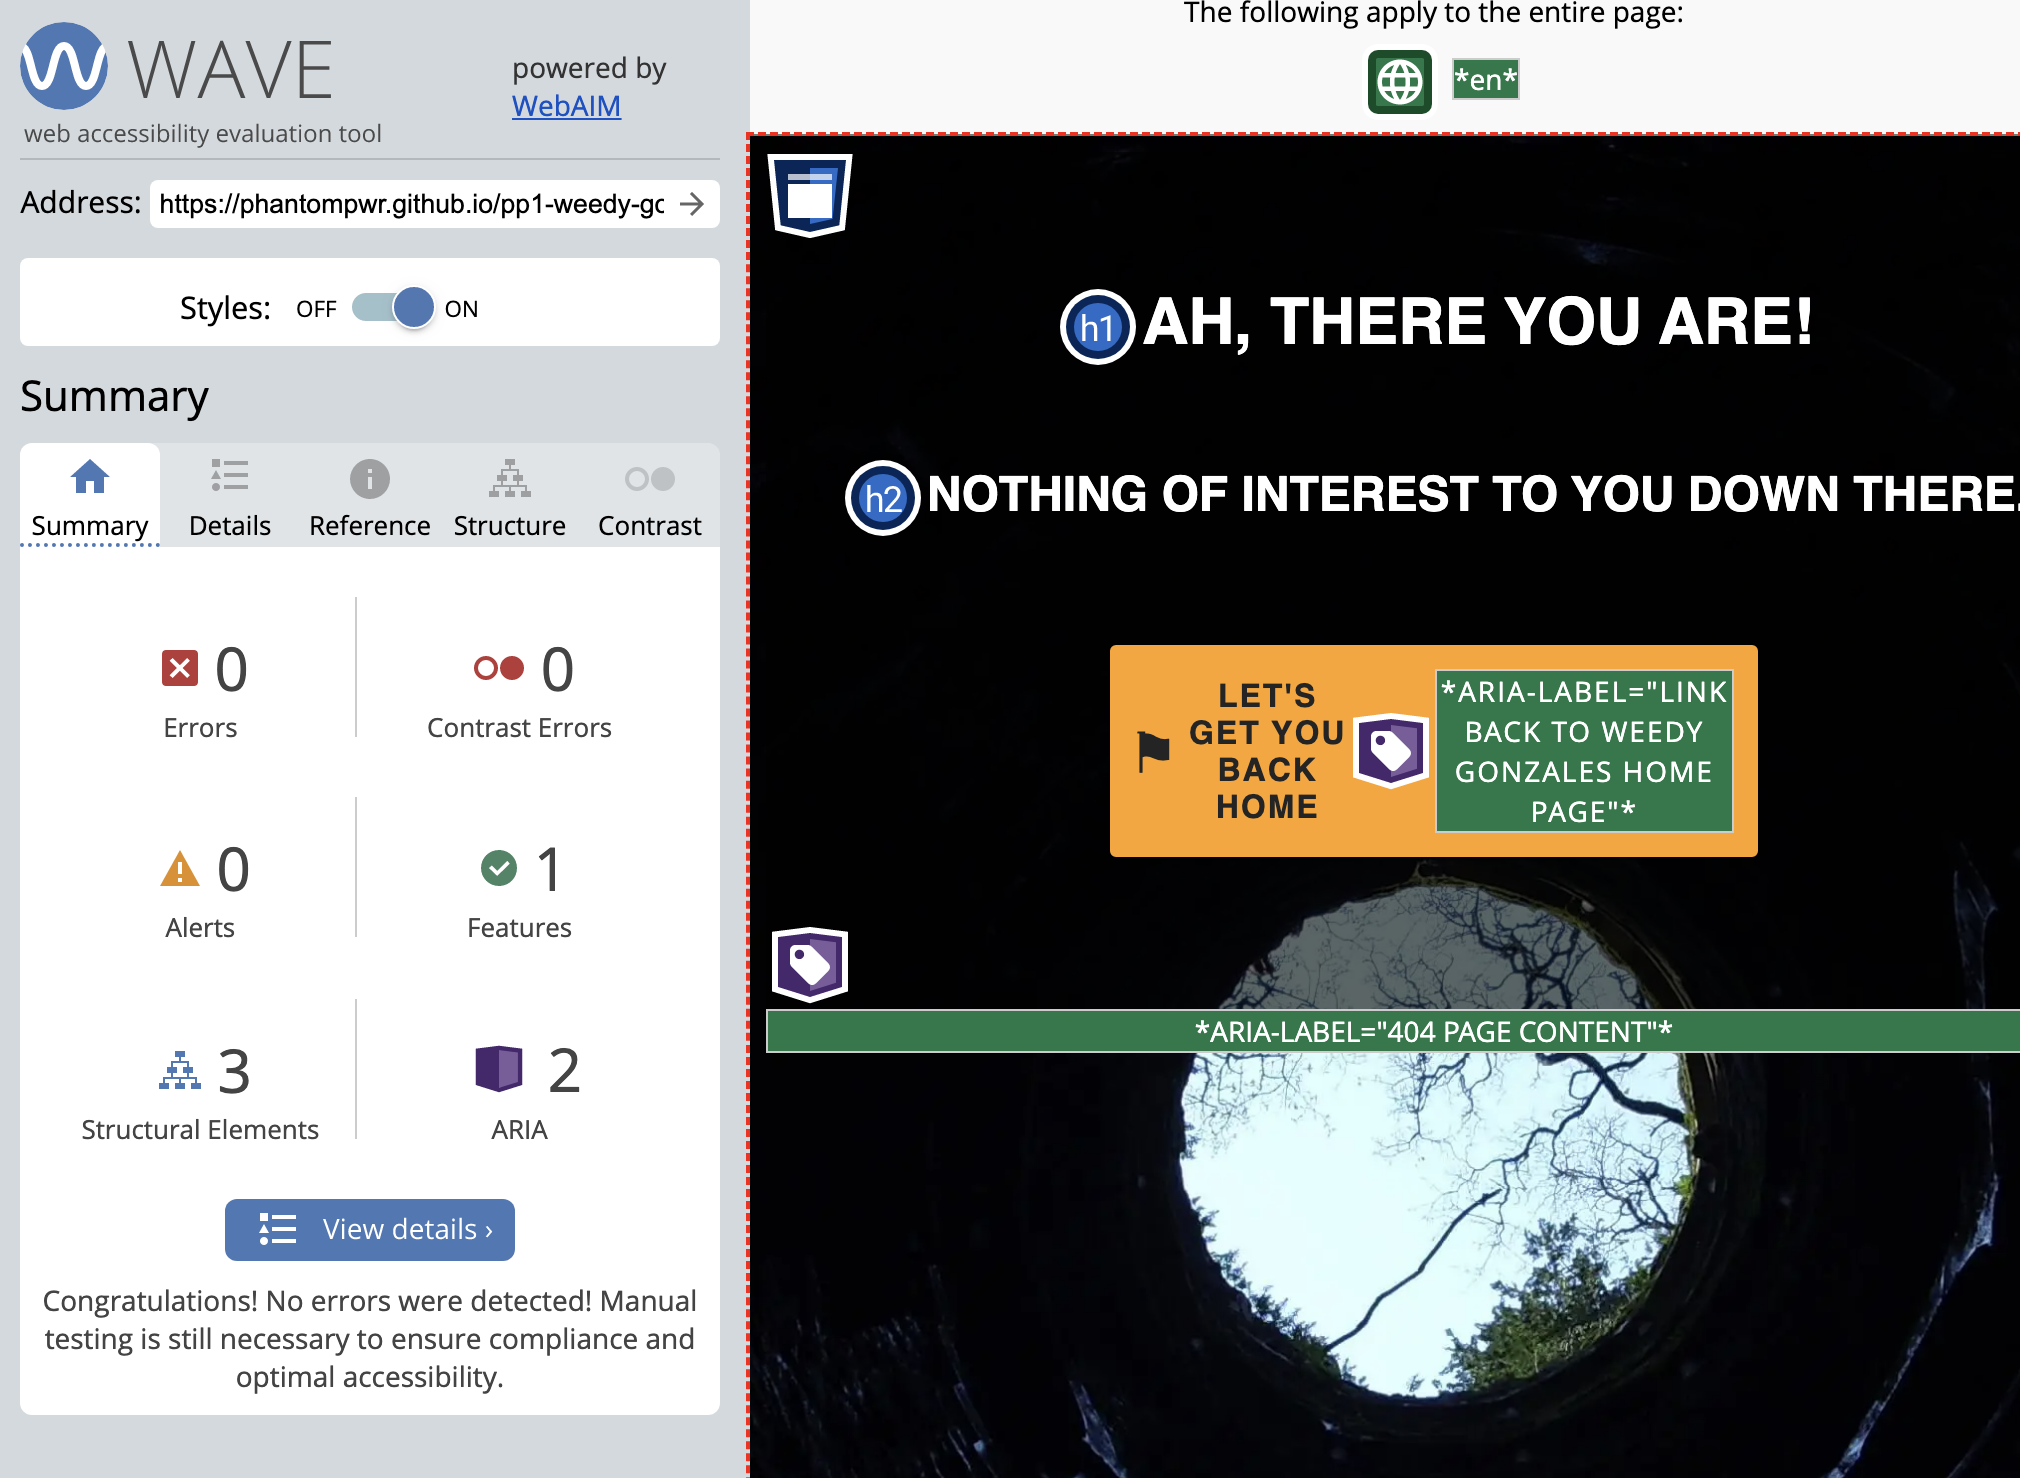 WAVE
powered by
WebAIM
web accessibility evaluation tool
Address: https://phantompwr.github.io/pp1-weedy-go
Styles: OFF ON
Summary
Summary Details Reference Structure Contrast
0 Errors
0 Contrast Errors
0 Alerts
1 Features
3 Structural Elements
2 ARIA
View details ›
Congratulations! No errors were detected! Manual
testing is still necessary to ensure compliance and
optimal accessibility.
The following apply to the entire page:
*en*
h1 AH, THERE YOU ARE!
h2 NOTHING OF INTEREST TO YOU DOWN THERE.
LET'S
GET YOU
BACK
HOME
*ARIA-LABEL="LINK
BACK TO WEEDY
GONZALES HOME
PAGE"*
*ARIA-LABEL="404 PAGE CONTENT"*